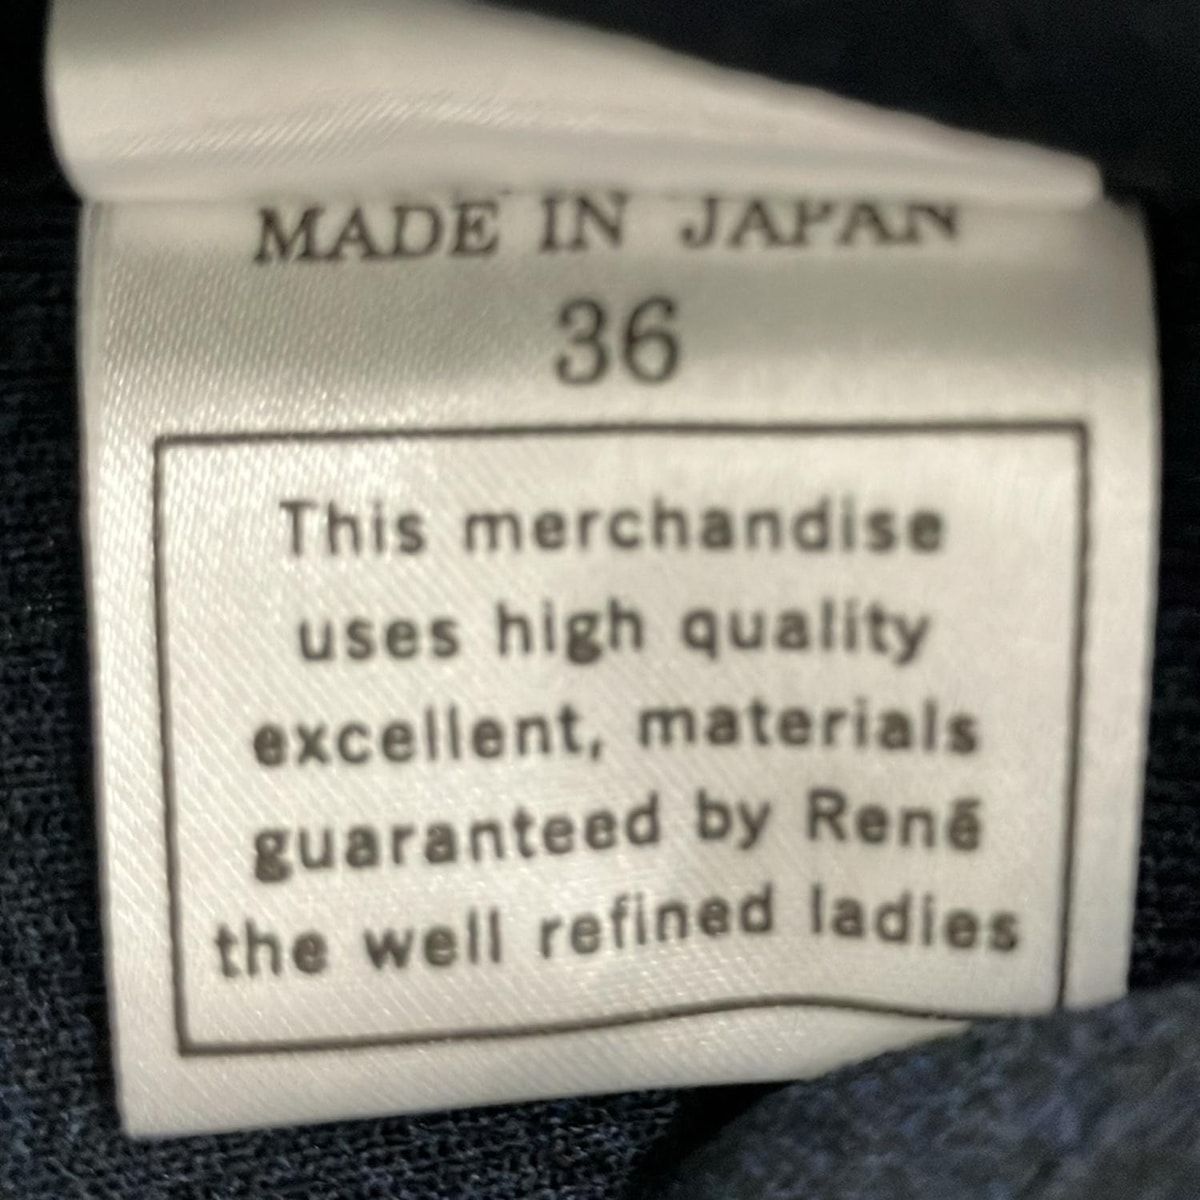 MADE IN JAPAN
36
This merchandise
uses high quality
excellent, materials
guaranteed by René
the well refined ladies